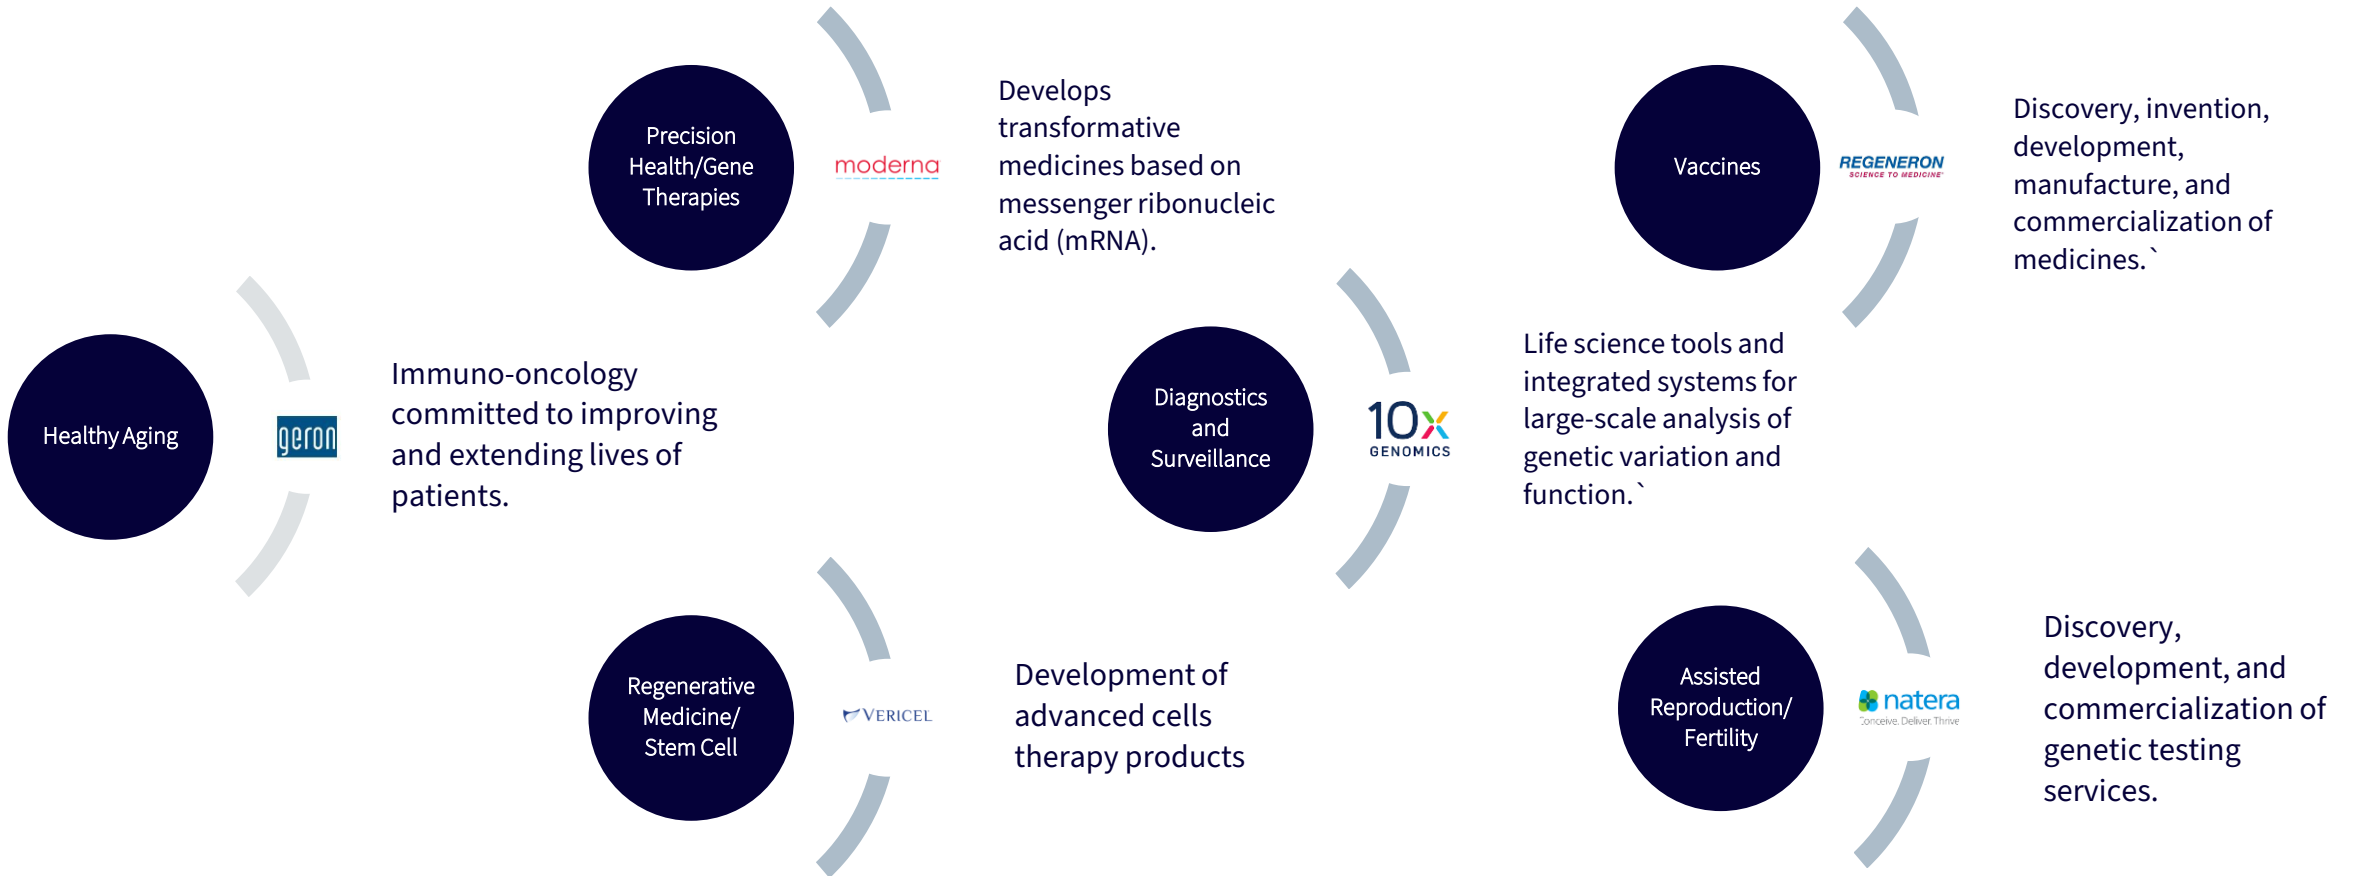 Healthy Aging
geron
Immuno-oncology
committed to improving
and extending lives of
patients.
Precision
Health/Gene
Therapies
moderna
Develops
transformative
medicines based on
messenger ribonucleic
acid (mRNA).
Regenerative
Medicine/
Stem Cell
VERICEL
Development of
advanced cells
therapy products
Diagnostics
and
Surveillance
10x
GENOMICS
Life science tools and
integrated systems for
large-scale analysis of
genetic variation and
function.`
Vaccines
REGENERON
SCIENCE TO MEDICINE®
Discovery, invention,
development,
manufacture, and
commercialization of
medicines.`
Assisted
Reproduction/
Fertility
natera
Conceive. Deliver. Thrive
Discovery,
development, and
commercialization of
genetic testing
services.